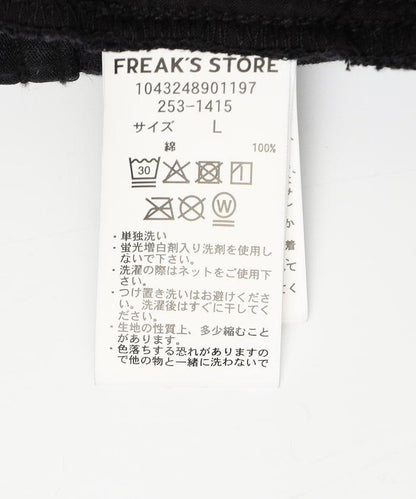 FREAK'S STORE
1043248901197
253-1415
サイズ L
綿 100%
30
W
・単独洗い
・蛍光増白剤入り洗剤を使用し
ないで下さい。
・洗濯の際はネットをご使用下
さい。
・つけ置き洗いはお避けくださ
い。洗濯後はすぐに干してくだ
さい。
・生地の性質上、多少縮むこと
があります。
・色落ちする恐れがありますの
で他の物と一緒に洗わないで